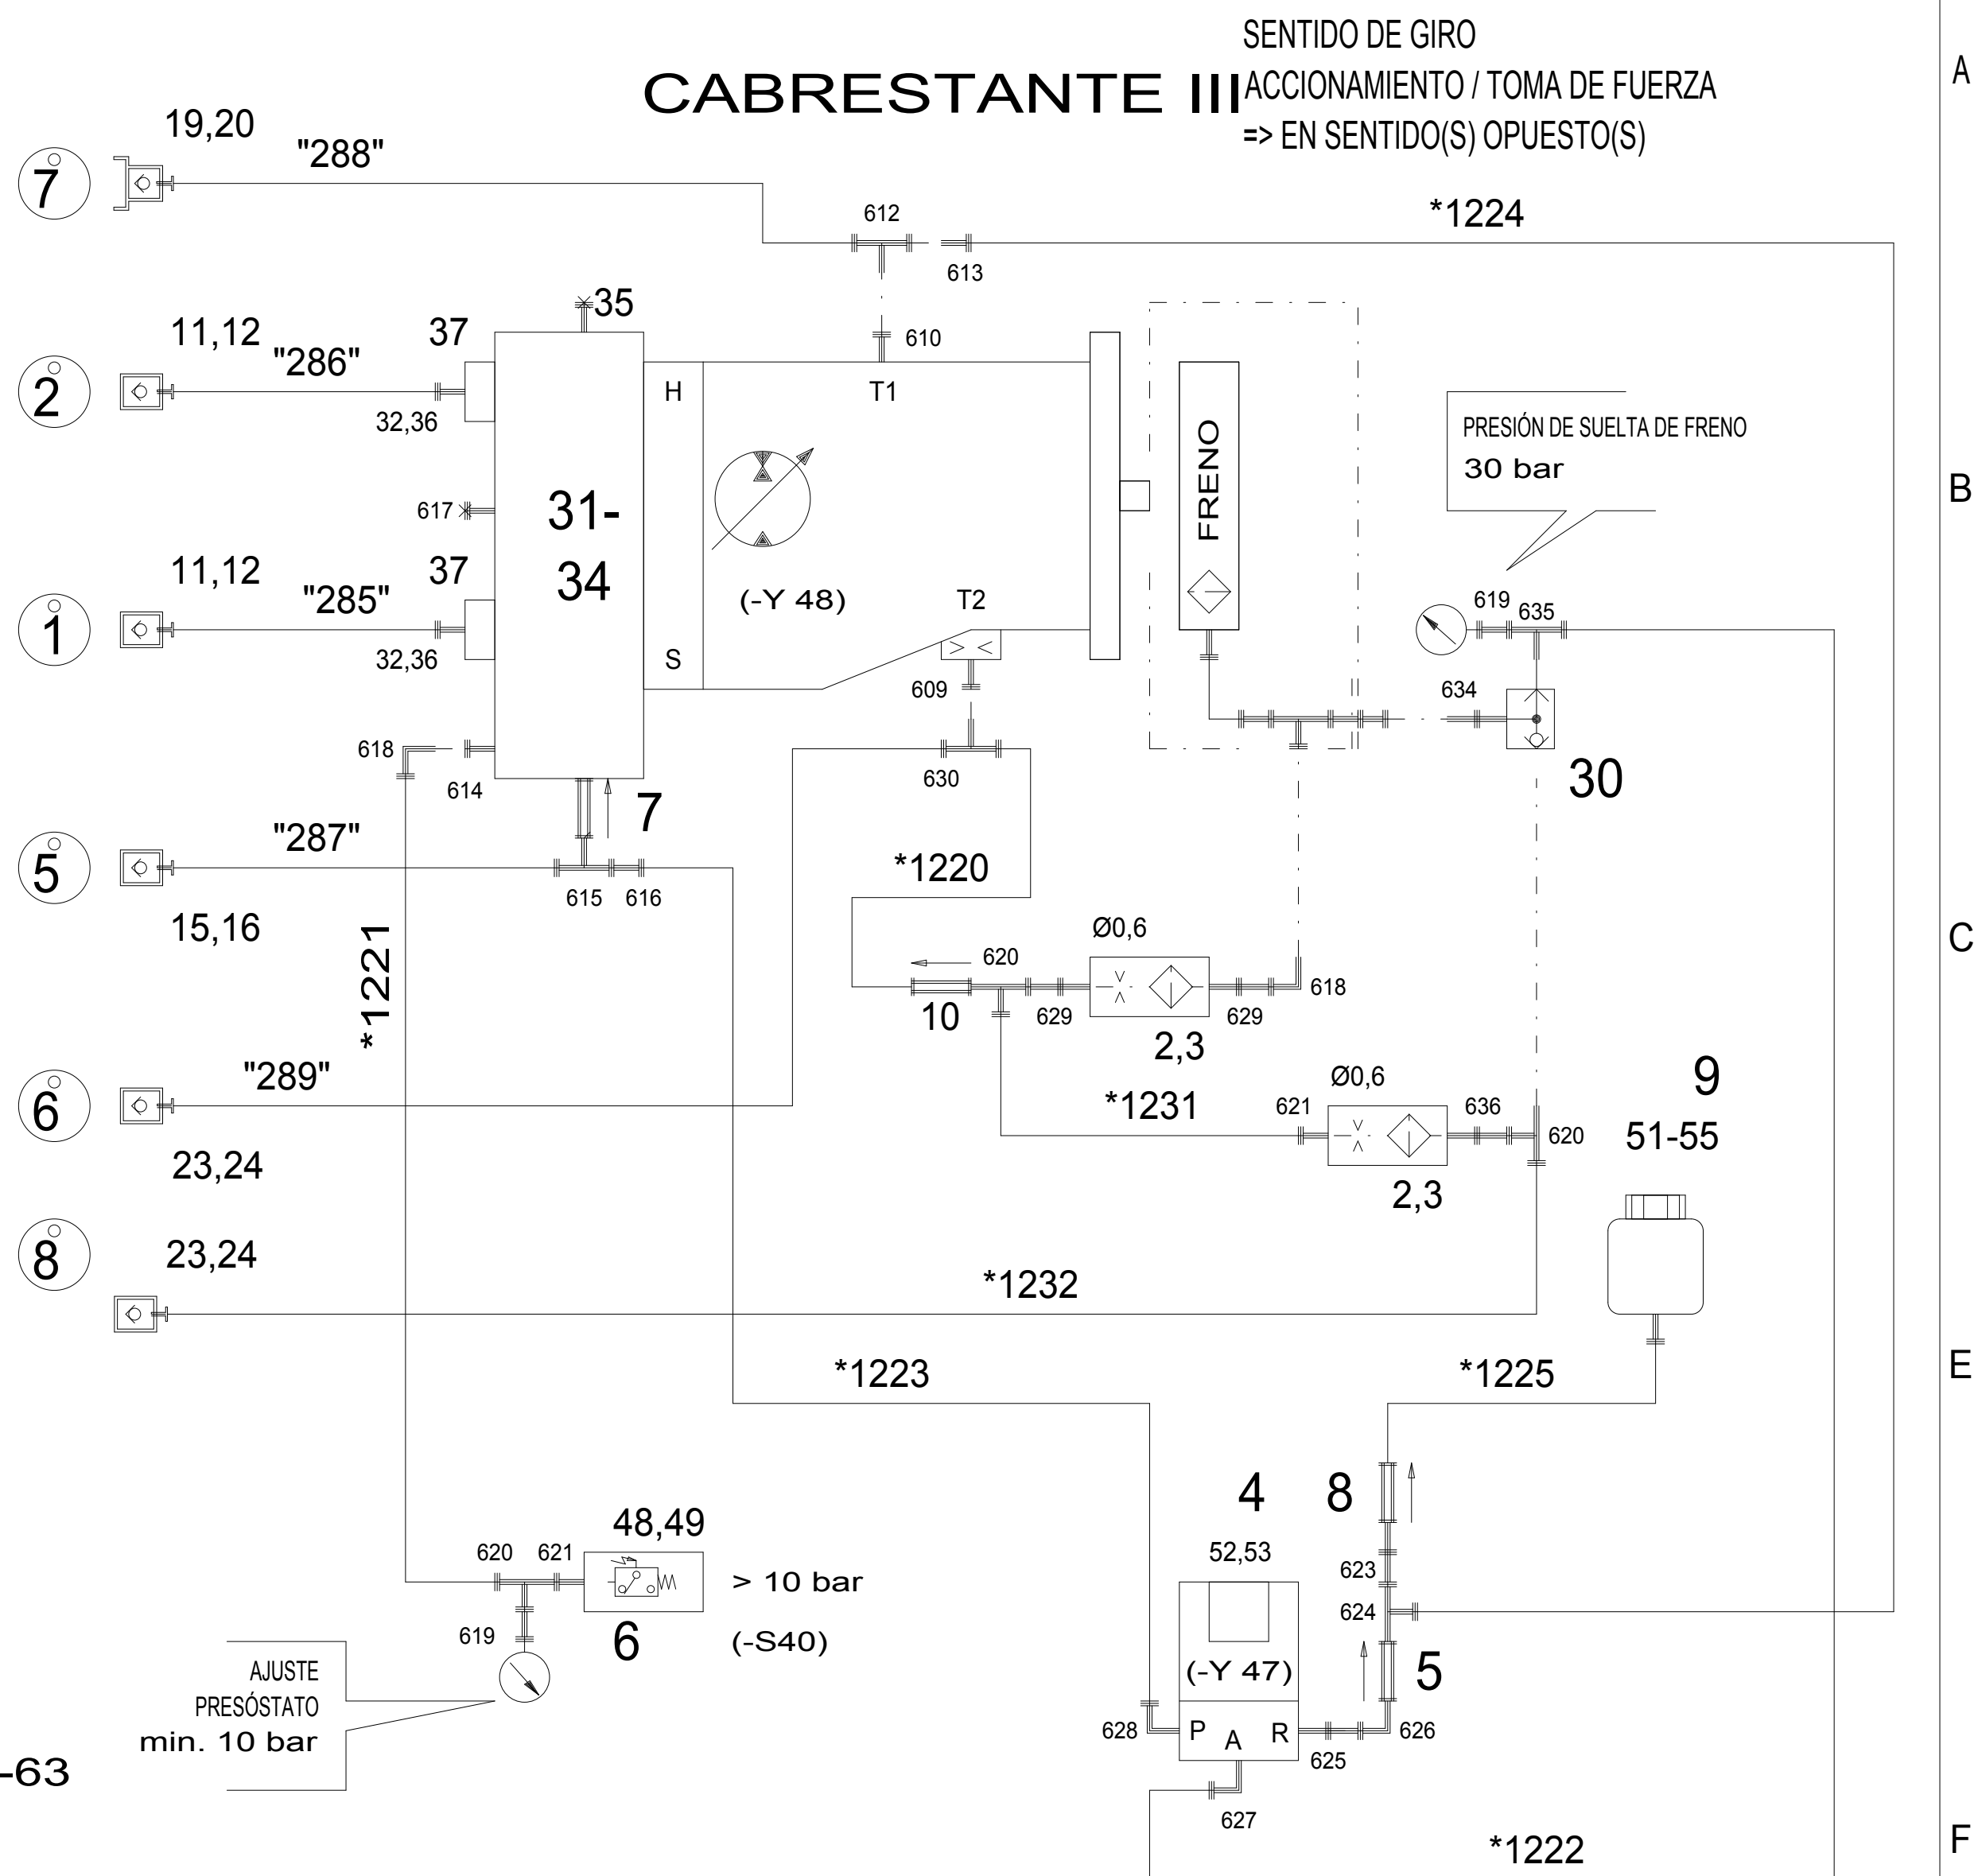 SENTIDO DE GIRO
CABRESTANTE III
ACCIONAMIENTO / TOMA DE FUERZA
=> EN SENTIDO(S) OPUESTO(S)
A
19,20
"288"
7
612
*1224
613
35
11,12
"286"
37
610
2
32,36
H
T1
FRENO
PRESIÓN DE SUELTA DE FRENO
30 bar
B
617
31-
34
11,12
"285"
37
(-Y 48)
T2
619
635
1
32,36
S
609
634
618
614
7
630
30
"287"
5
*1220
615
616
15,16
*1221
Ø0,6
C
620
618
10
629
629
2,3
"289"
Ø0,6
9
6
*1231
621
636
620
51-55
23,24
2,3
8
23,24
*1232
*1223
*1225
E
4
8
48,49
52,53
620
621
> 10 bar
623
624
619
6
(-S40)
AJUSTE
PRESÓSTATO
min. 10 bar
(-Y 47)
5
628
P
A
R
625
626
-63
627
*1222
F